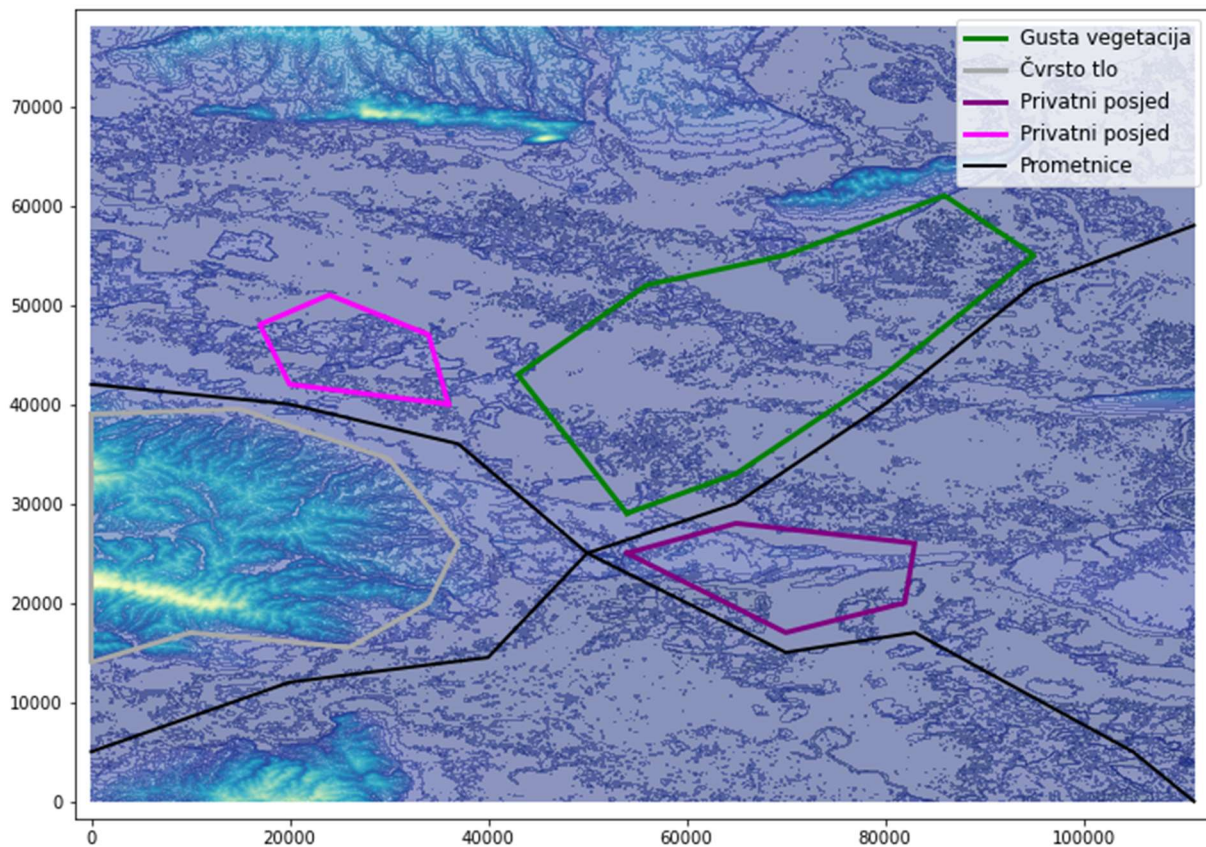 Gusta vegetacija
Čvrsto tlo
Privatni posjed
Privatni posjed
Prometnice
70000
60000
50000
40000
30000
20000
10000
0
0 20000 40000 60000 80000 100000